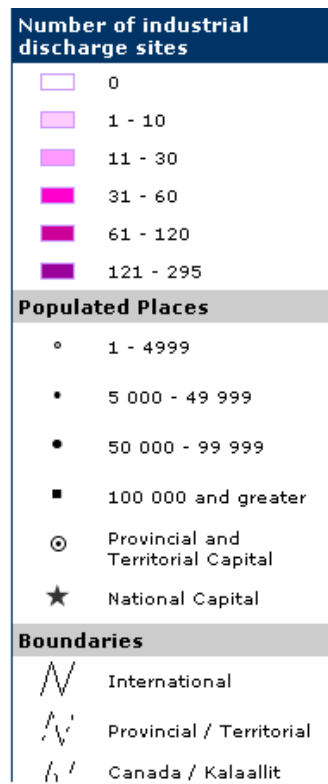 Number of industrial
discharge sites
0
1 - 10
11 - 30
31 - 60
61 - 120
121 - 295
Populated Places
1 - 4999
5 000 - 49 999
50 000 - 99 999
100 000 and greater
Provincial and
Territorial Capital
National Capital
Boundaries
International
Provincial / Territorial
Canada / Kalaallit